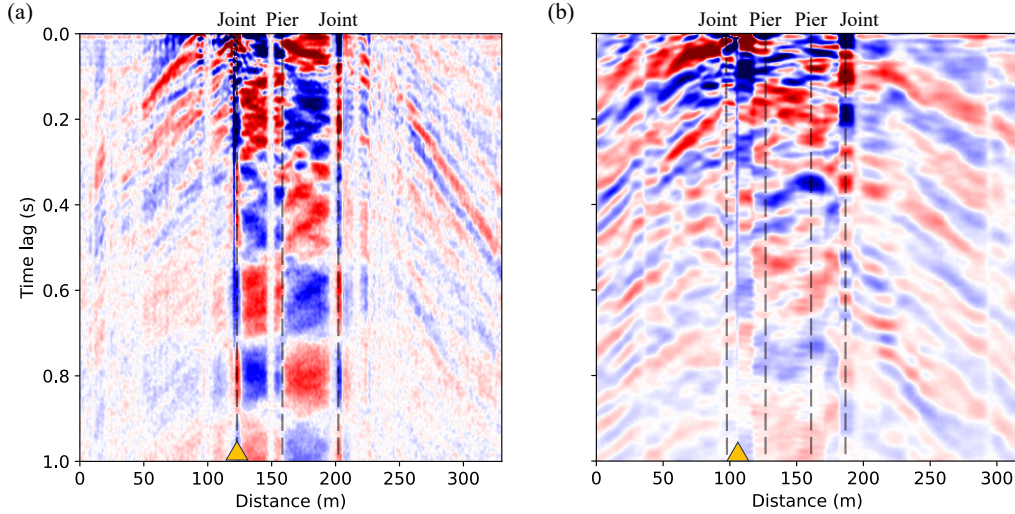 (a)
Joint Pier Joint
0.0
0.2
0.4
0.6
0.8
1.0
Time lag (s)
0 50 100 150 200 250 300
Distance (m)
(b)
Joint Pier Pier Joint
0 50 100 150 200 250 300
Distance (m)